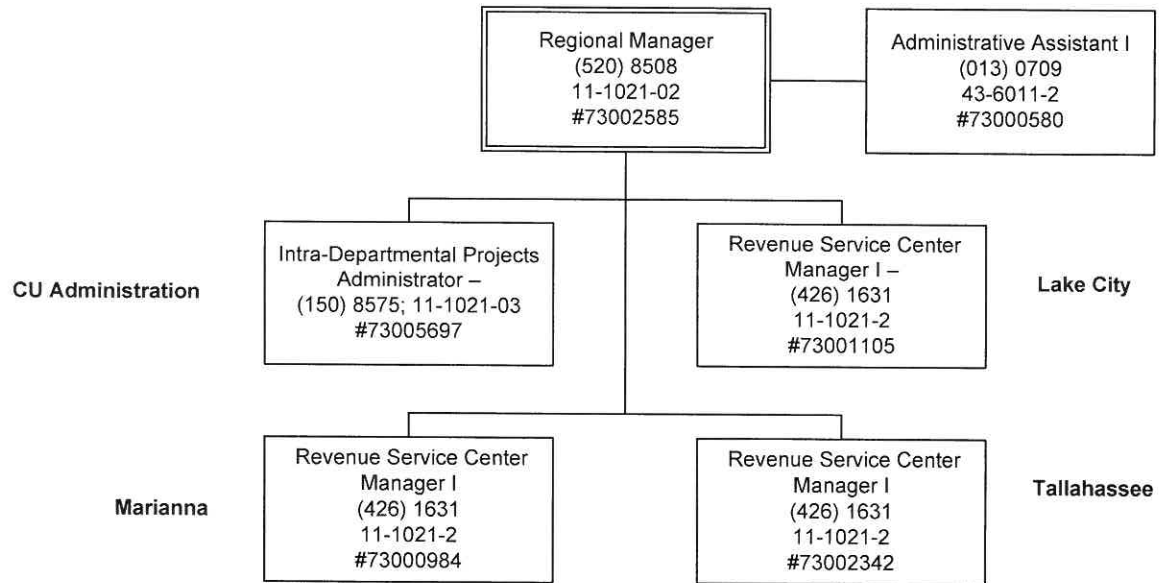 Regional Manager
(520) 8508
11-1021-02
#73002585
Administrative Assistant I
(013) 0709
43-6011-2
#73000580
CU Administration
Intra-Departmental Projects
Administrator –
(150) 8575; 11-1021-03
#73005697
Revenue Service Center
Manager I –
(426) 1631
11-1021-2
#73001105
Lake City
Marianna
Revenue Service Center
Manager I
(426) 1631
11-1021-2
#73000984
Revenue Service Center
Manager I
(426) 1631
11-1021-2
#73002342
Tallahassee